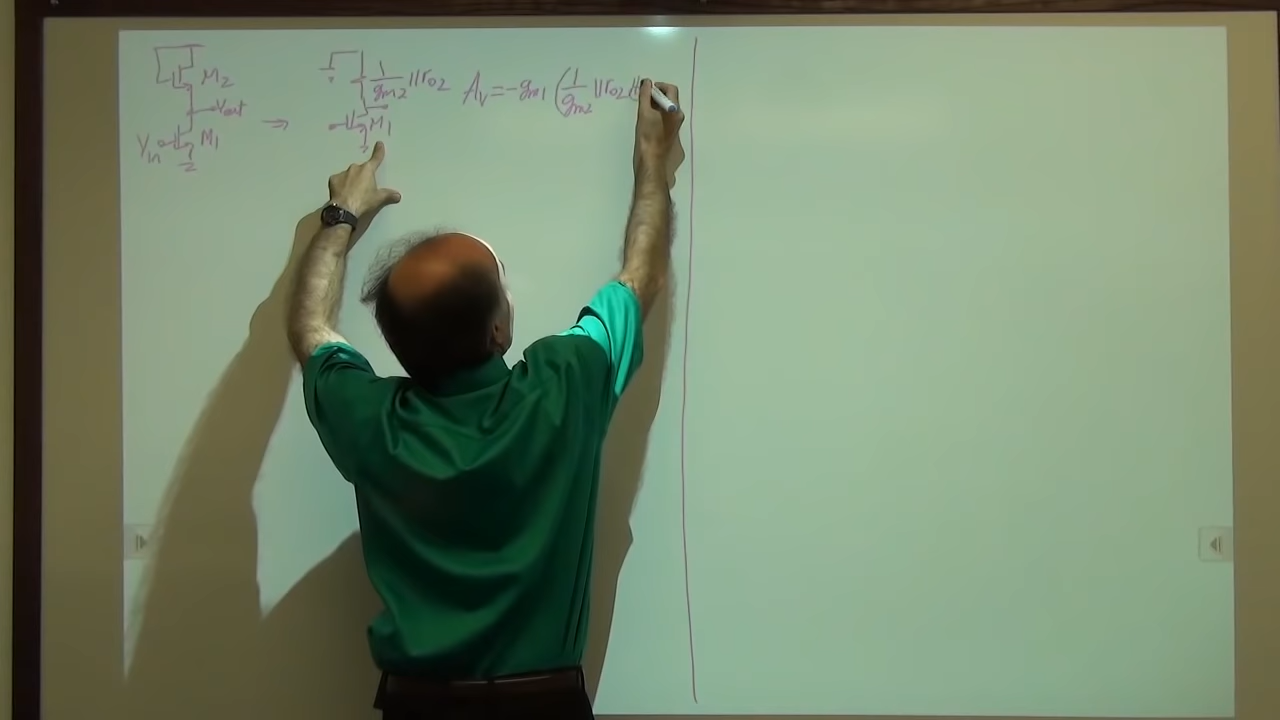 M2
Vout
Vin M1
⇒
1/gm2 || ro2
M1
Av = -gm1 ( 1/gm2 || ro2 ||